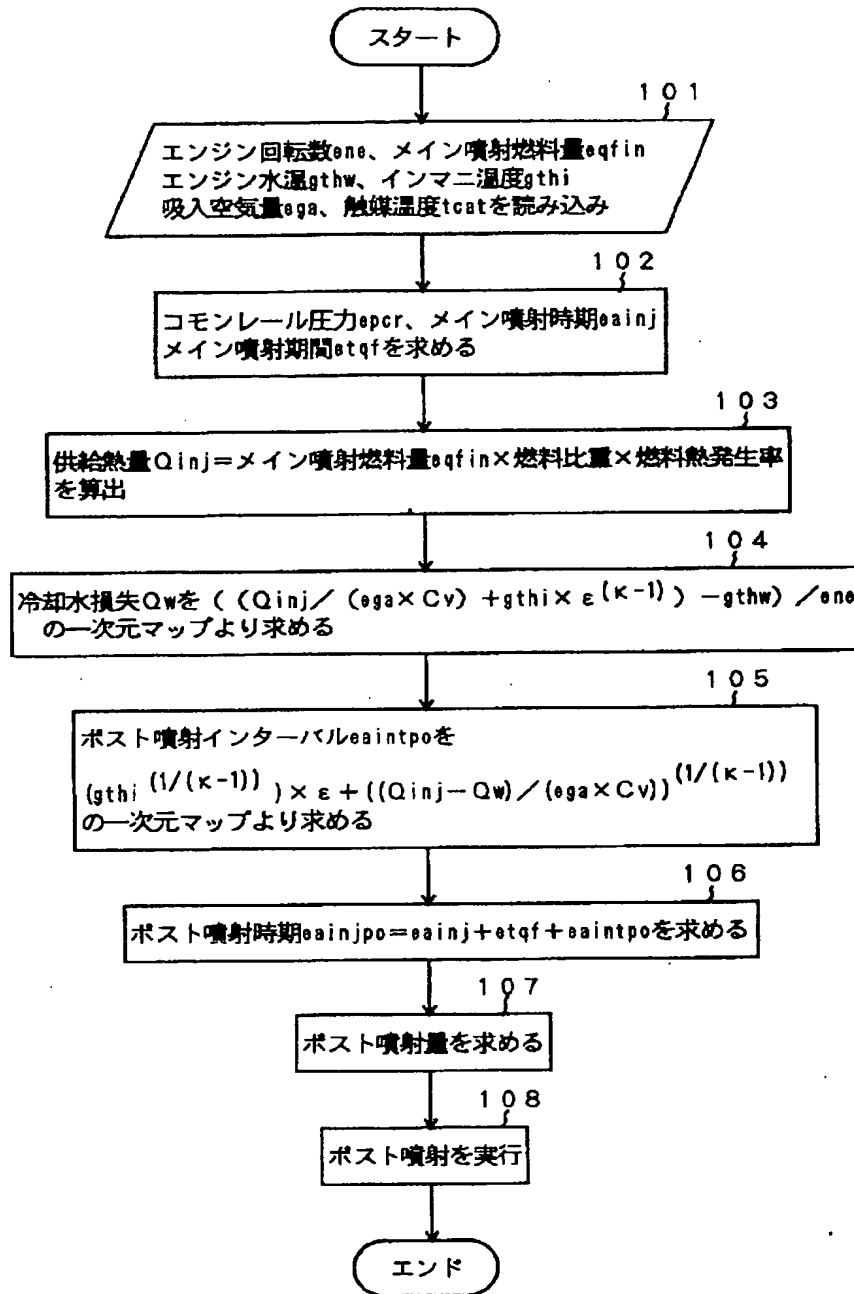 スタート
101
エンジン回転数ene、メイン噴射燃料量eqfin
エンジン水温gthw、インマニ温度gthi
吸入空気量ega、触媒温度tcatを読み込み
102
コモンレール圧力epcr、メイン噴射時期eainj
メイン噴射期間etqfを求める
103
供給熱量Qinj=メイン噴射燃料量eqfin×燃料比重×燃料熱発生率
を算出
104
冷却水損失Qwを((Qinj/(ega×Cv)+gthi×ε^(κ-1))-gthw)/ene
の一次元マップより求める
105
ポスト噴射インターバルeaintpoを
(gthi^(1/(κ-1)))×ε+((Qinj-Qw)/(ega×Cv))^(1/(κ-1))
の一次元マップより求める
106
ポスト噴射時期eainjpo=eainj+etqf+eaintpoを求める
107
ポスト噴射量を求める
108
ポスト噴射を実行
エンド